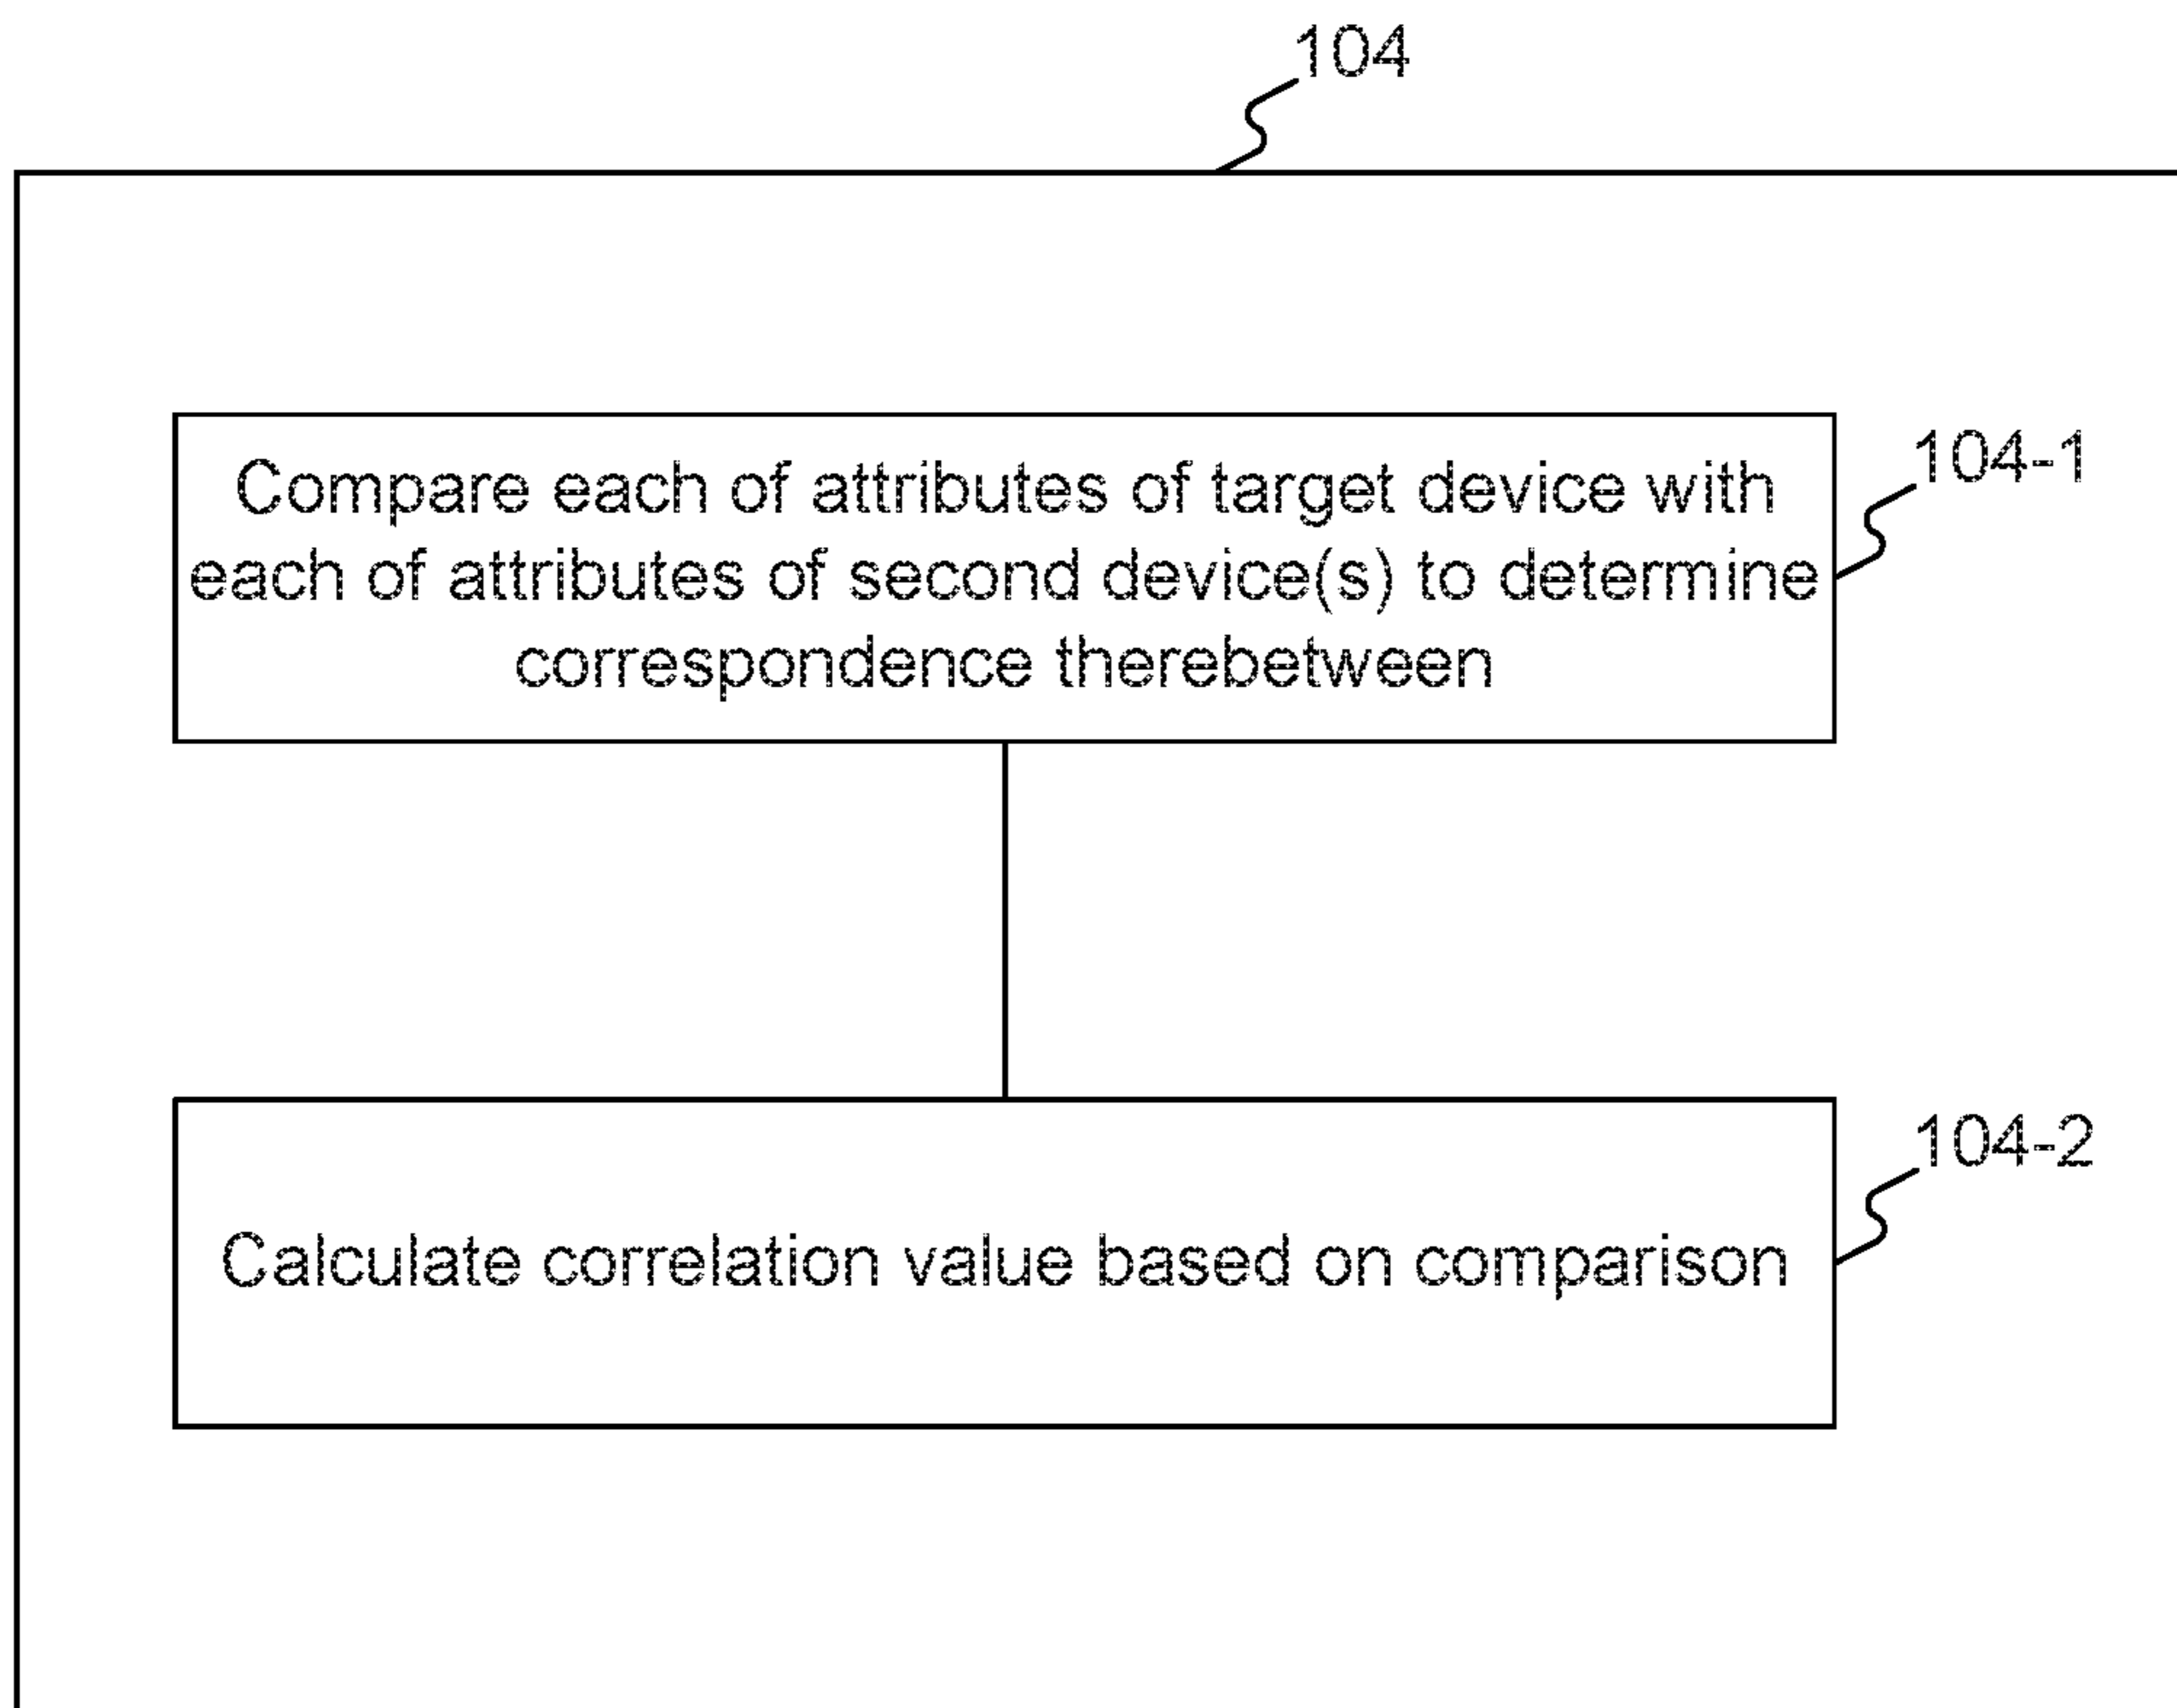 104
Compare each of attributes of target device with
104-1
each of attributes of second device(s) to determine
correspondence therebetween
104-2
Calculate correlation value based on comparison